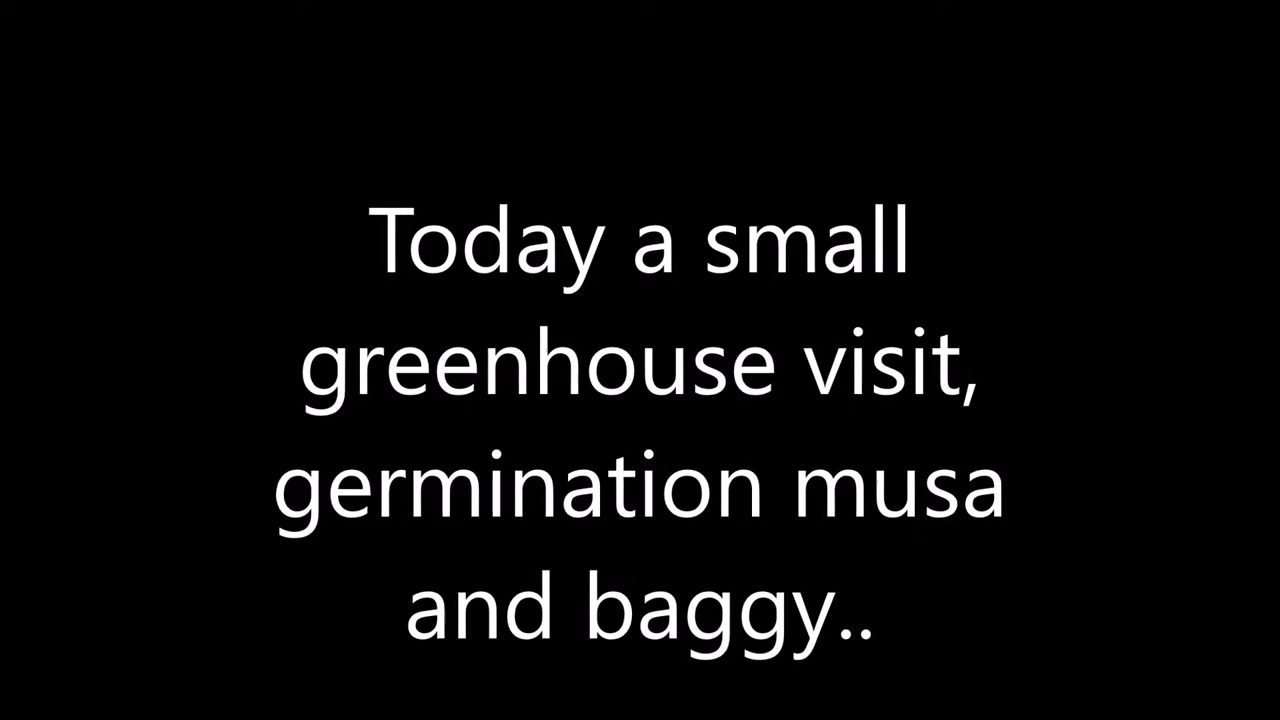 Today a small
greenhouse visit,
germination musa
and baggy..